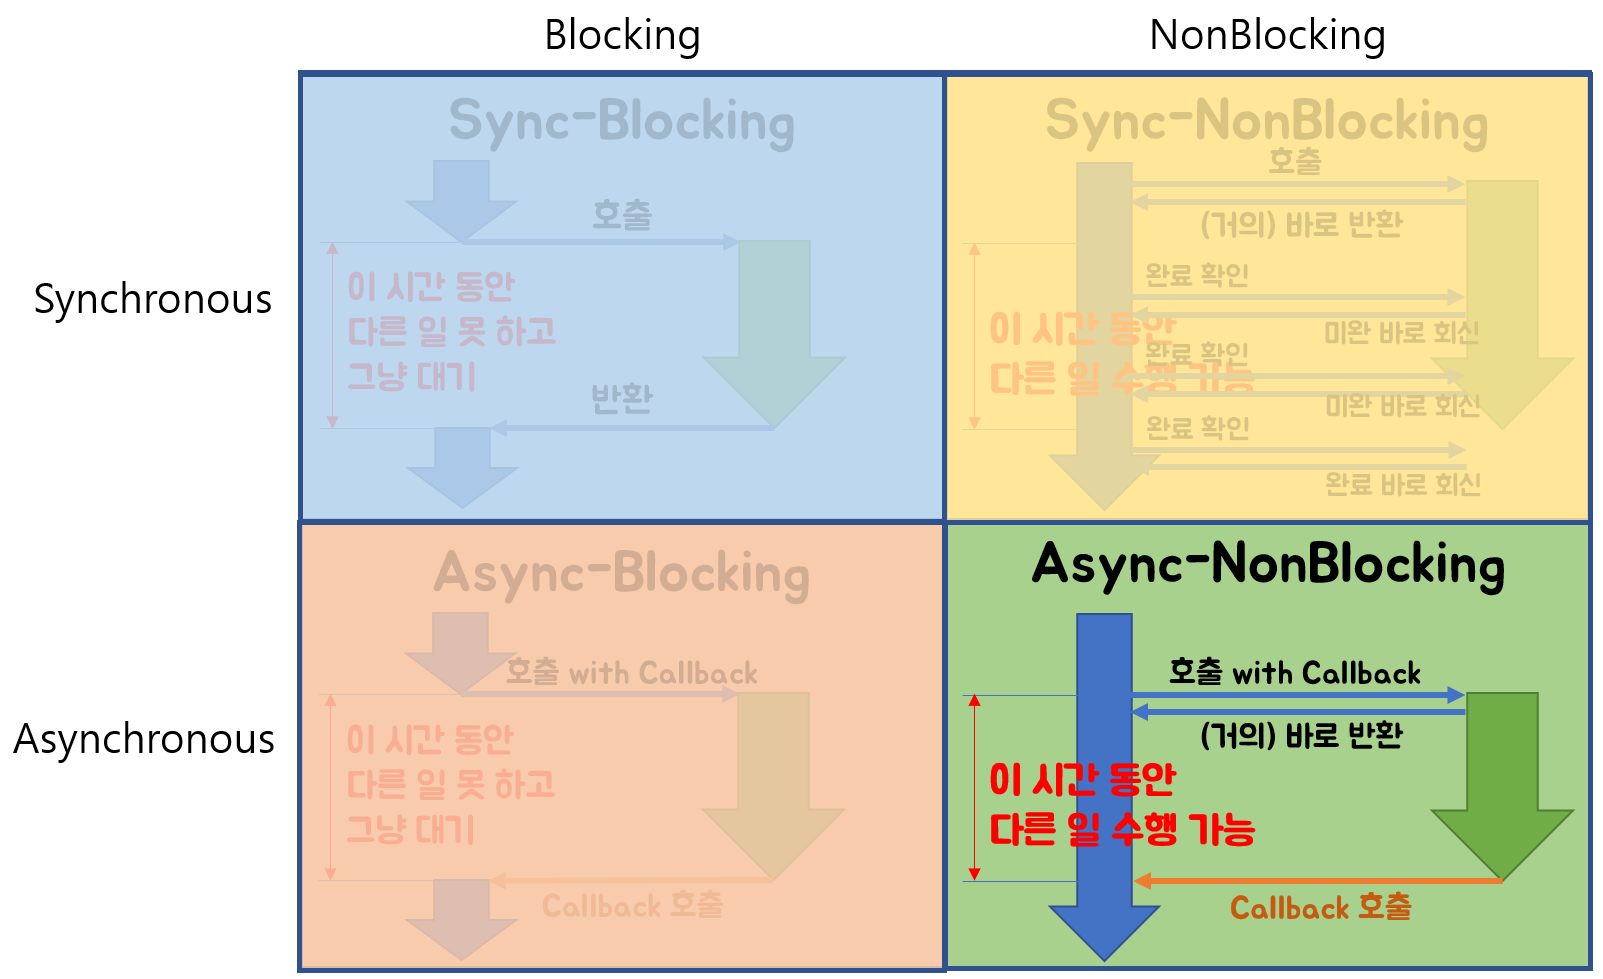 Blocking
NonBlocking
Synchronous
Sync-Blocking
호출
이 시간 동안
다른 일 못 하고
그냥 대기
반환
Sync-NonBlocking
호출
(거의) 바로 반환
완료 확인
이 시간 동안
미완 바로 회신
완료 확인
다른 일 수행 가능
미완 바로 회신
완료 확인
완료 바로 회신
Asynchronous
Async-Blocking
호출 with Callback
이 시간 동안
다른 일 못 하고
그냥 대기
Callback 호출
Async-NonBlocking
호출 with Callback
(거의) 바로 반환
이 시간 동안
다른 일 수행 가능
Callback 호출